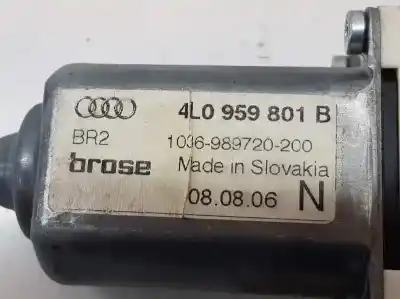 4L0 959 801 B
BR2 1036-989720-200
brose Made in Slovakia
08.08.06 N